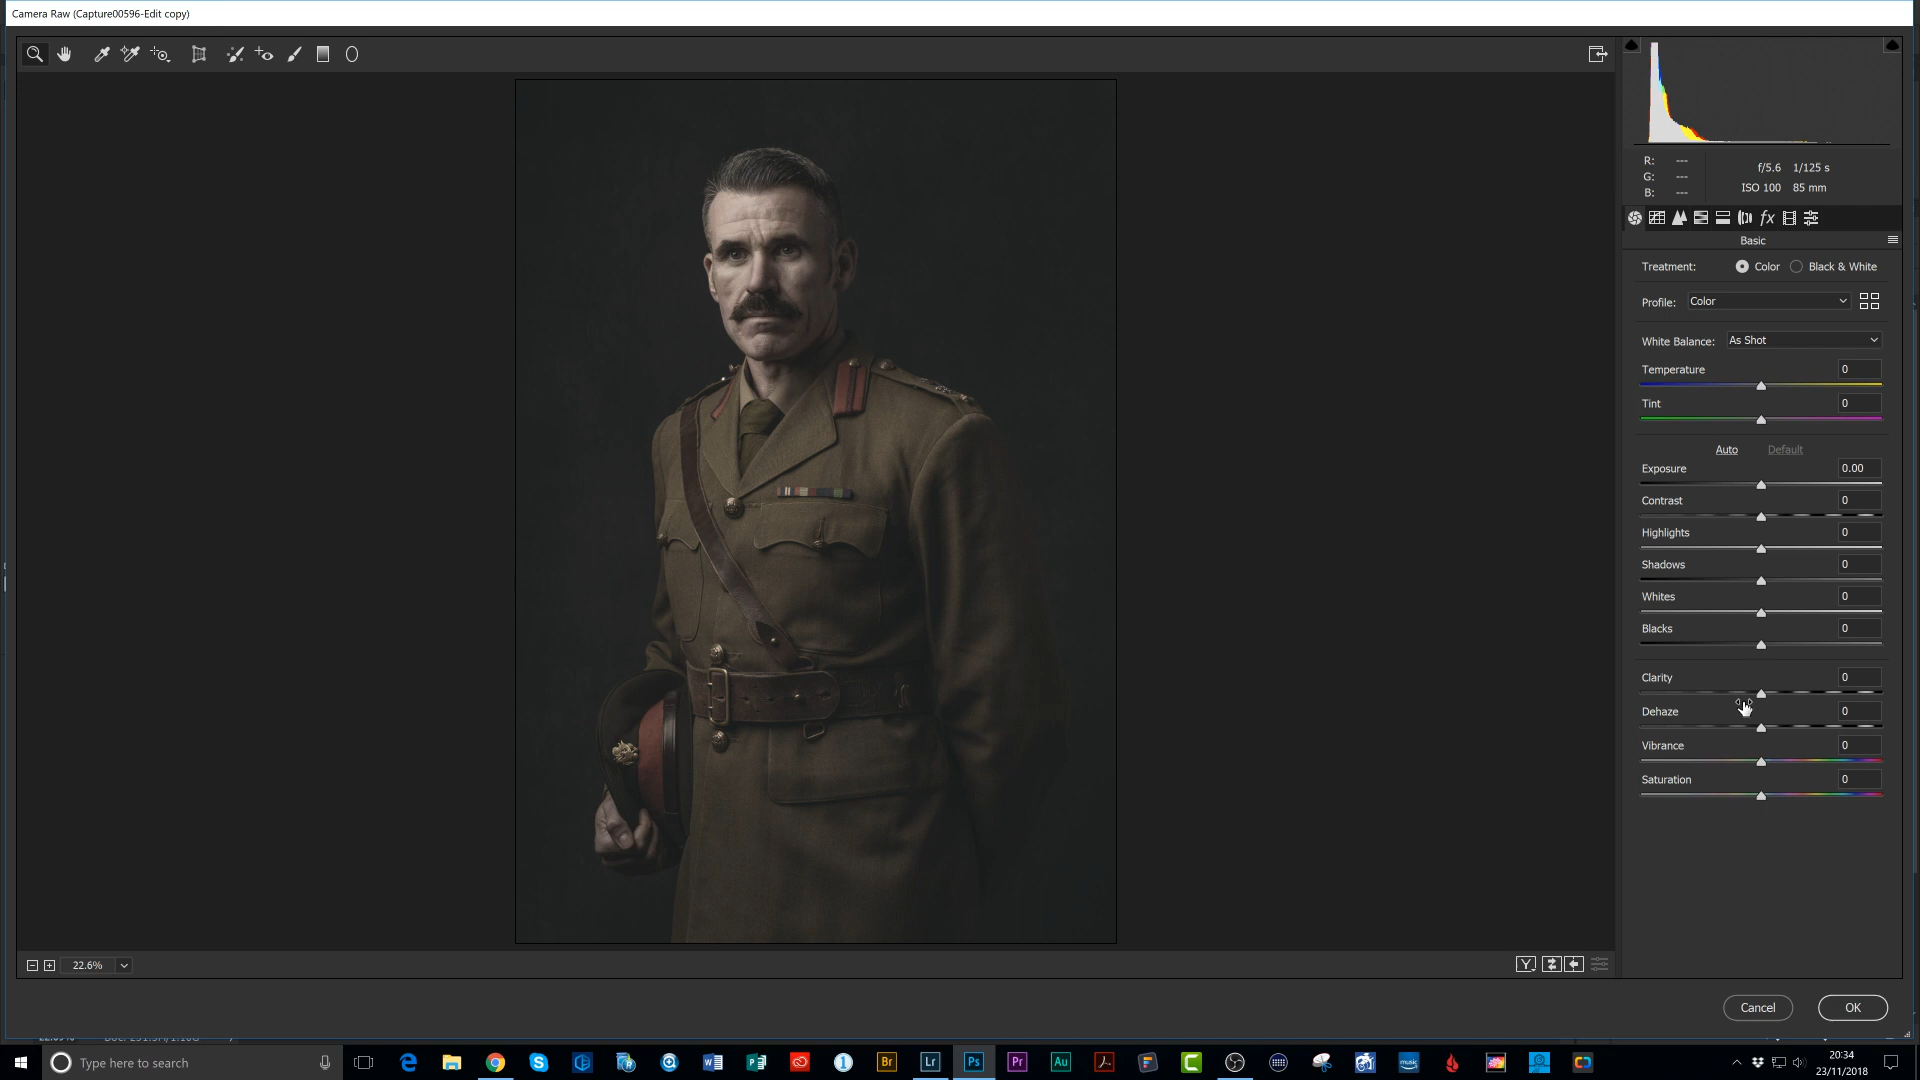 Camera Raw (Capture00596-Edit copy)
R: ---
G: ---
B: ---
f/5.6 1/125 s
ISO 100 85 mm
fx
Basic
Treatment: Color Black & White
Profile: Color
White Balance: As Shot
Temperature 0
Tint 0
Auto Default
Exposure 0.00
Contrast 0
Highlights 0
Shadows 0
Whites 0
Blacks 0
Clarity 0
Dehaze 0
Vibrance 0
Saturation 0
22.6%
Y
Cancel OK
Type here to search
Br Lr Ps Pr Au
music
20:34
23/11/2018